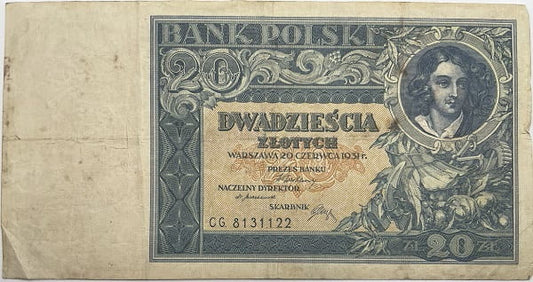 BANK POLSKI
20
DWADZIEŚCIA
ZŁOTYCH
WARSZAWA 20 CZERWCA 1931 r.
PREZES BANKU
NACZELNY DYREKTOR
SKARBNIK
CG. 8131122
ZŁ 20 ZŁ